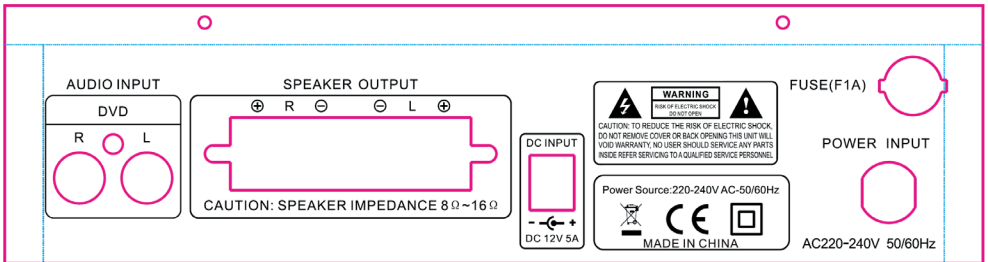 AUDIO INPUT
DVD
R L
SPEAKER OUTPUT
⊕ R ⊖ ⊖ L ⊕
CAUTION: SPEAKER IMPEDANCE 8Ω~16Ω
DC INPUT
- +
DC 12V 5A
WARNING
RISK OF ELECTRIC SHOCK
DO NOT OPEN
CAUTION: TO REDUCE THE RISK OF ELECTRIC SHOCK,
DO NOT REMOVE COVER OR BACK OPENING THIS UNIT WILL
VOID WARRANTY, NO USER SHOULD SERVICE ANY PARTS
INSIDE REFER SERVICING TO A QUALIFIED SERVICE PERSONNEL
Power Source:220-240V AC-50/60Hz
CE
MADE IN CHINA
FUSE(F1A)
POWER INPUT
AC220-240V 50/60Hz